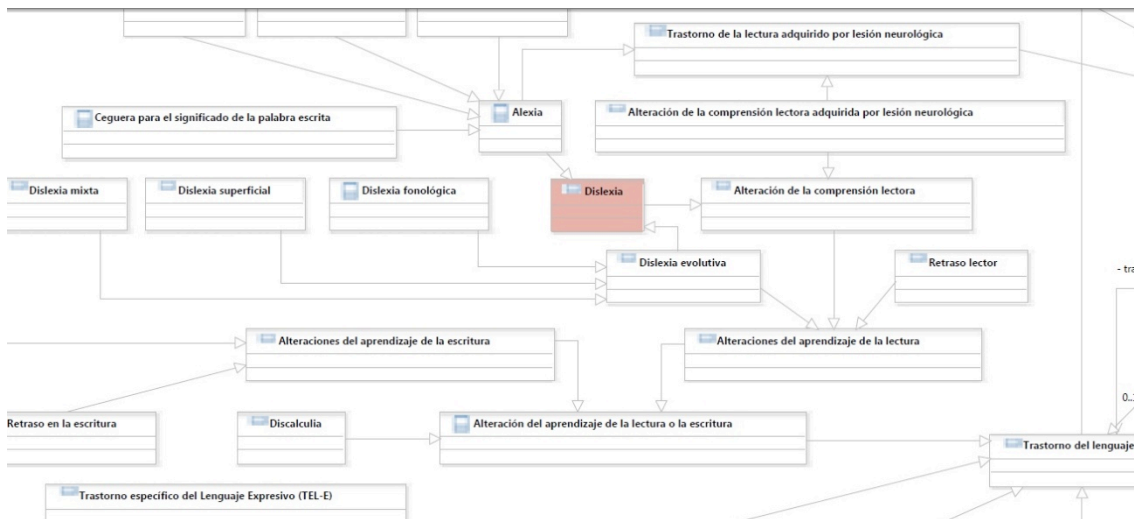 Trastorno de la lectura adquirido por lesión neurológica
Alexia
Ceguera para el significado de la palabra escrita
Alteración de la comprensión lectora adquirida por lesión neurológica
Dislexia mixta
Dislexia superficial
Dislexia fonológica
Dislexia
Alteración de la comprensión lectora
Dislexia evolutiva
Retraso lector
- tra
Alteraciones del aprendizaje de la escritura
Alteraciones del aprendizaje de la lectura
0..
Retraso en la escritura
Discalculia
Alteración del aprendizaje de la lectura o la escritura
Trastorno del lenguaje
Trastorno específico del Lenguaje Expresivo (TEL-E)